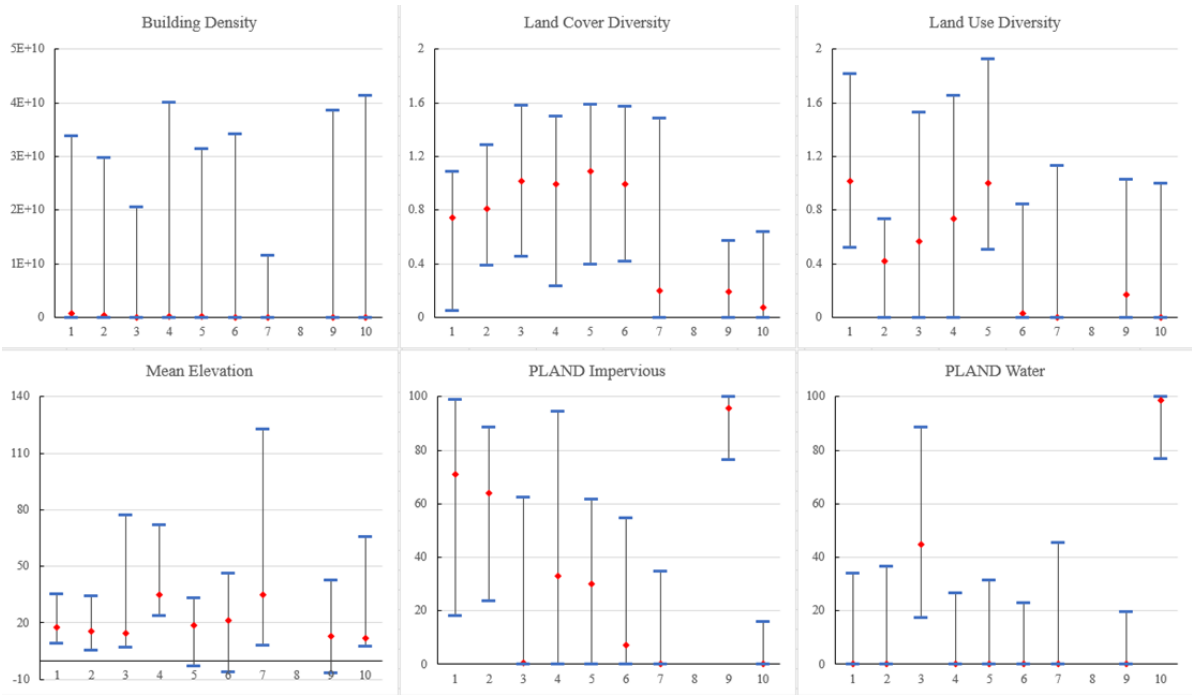 Building Density
5E+10
4E+10
3E+10
2E+10
1E+10
0
1 2 3 4 5 6 7 8 9 10
Land Cover Diversity
2
1.6
1.2
0.8
0.4
0
1 2 3 4 5 6 7 8 9 10
Land Use Diversity
2
1.6
1.2
0.8
0.4
0
1 2 3 4 5 6 7 8 9 10
Mean Elevation
140
110
80
50
20
-10
1 2 3 4 5 6 7 8 9 10
PLAND Impervious
100
80
60
40
20
0
1 2 3 4 5 6 7 8 9 10
PLAND Water
100
80
60
40
20
0
1 2 3 4 5 6 7 8 9 10